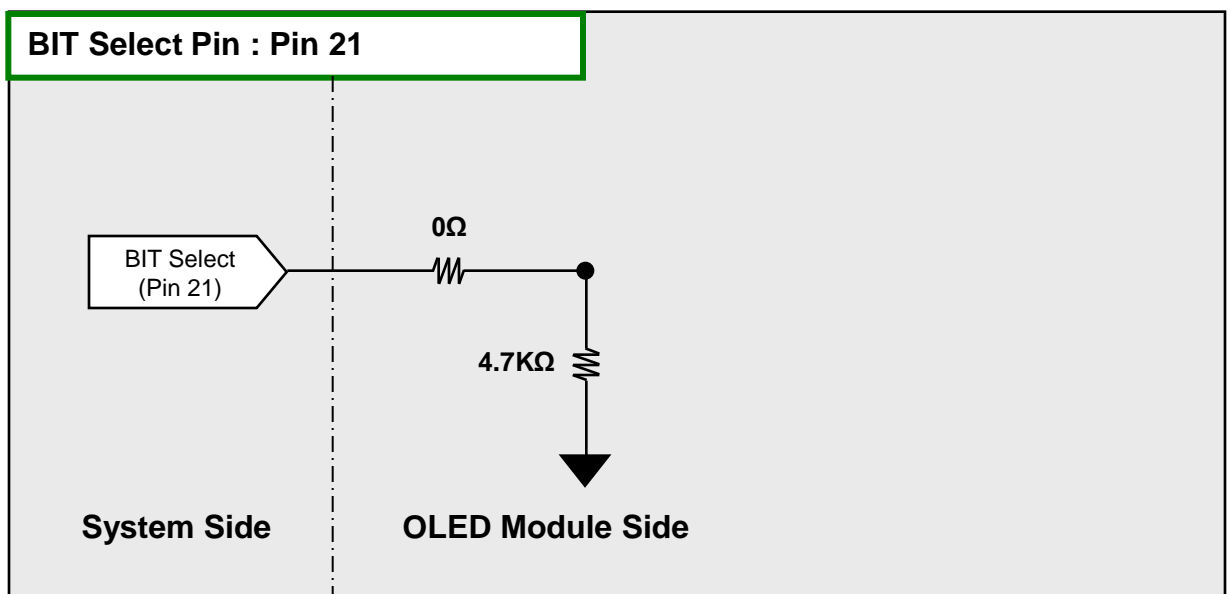 BIT Select Pin : Pin 21
0Ω
BIT Select
(Pin 21)
4.7KΩ
System Side
OLED Module Side